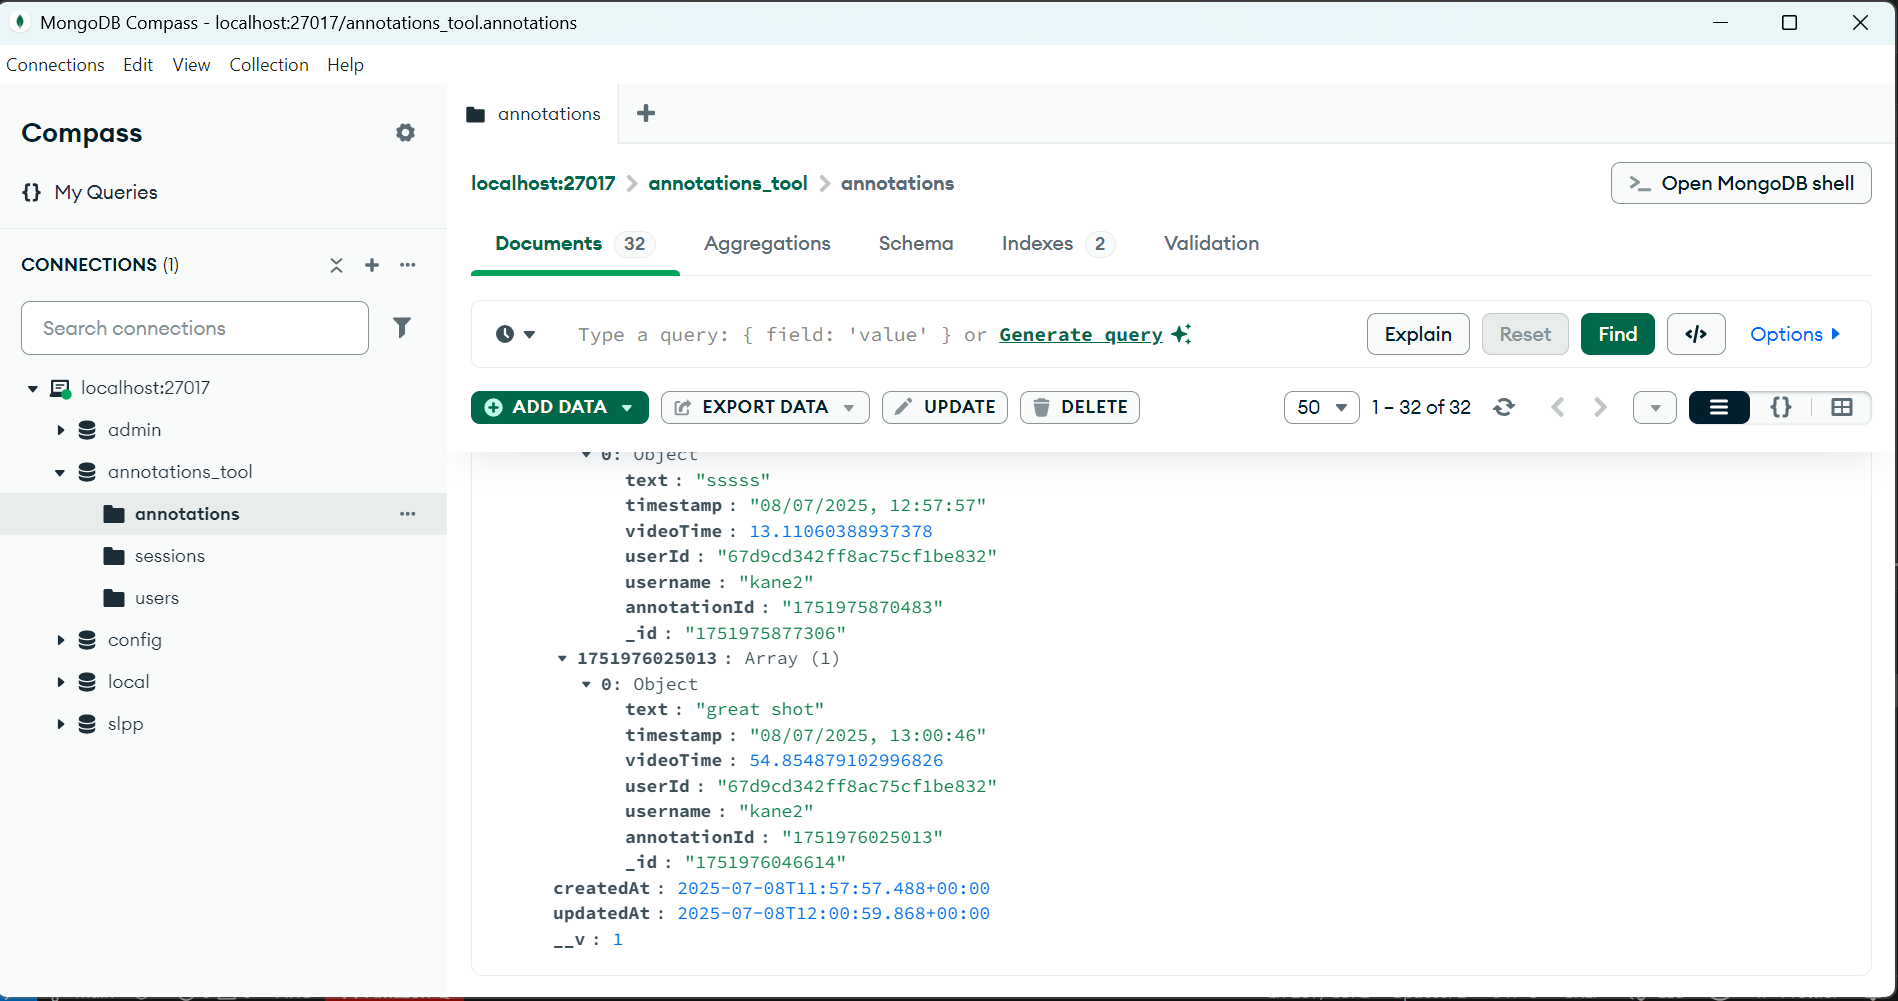 MongoDB Compass - localhost:27017/annotations_tool.annotations
Connections Edit View Collection Help
Compass
{} My Queries
CONNECTIONS (1)
Search connections
localhost:27017
admin
annotations_tool
annotations
sessions
users
config
local
slpp
annotations
localhost:27017 > annotations_tool > annotations
>_ Open MongoDB shell
Documents 32 Aggregations Schema Indexes 2 Validation
Type a query: { field: 'value' } or Generate query
Explain Reset Find </> Options
ADD DATA EXPORT DATA UPDATE DELETE
50 1 – 32 of 32 {}
0: Object
text : "sssss"
timestamp : "08/07/2025, 12:57:57"
videoTime : 13.11060388937378
userId : "67d9cd342ff8ac75cf1be832"
username : "kane2"
annotationId : "1751975870483"
_id : "1751975877306"
1751976025013 : Array (1)
0: Object
text : "great shot"
timestamp : "08/07/2025, 13:00:46"
videoTime : 54.854879102996826
userId : "67d9cd342ff8ac75cf1be832"
username : "kane2"
annotationId : "1751976025013"
_id : "1751976046614"
createdAt : 2025-07-08T11:57:57.488+00:00
updatedAt : 2025-07-08T12:00:59.868+00:00
__v : 1